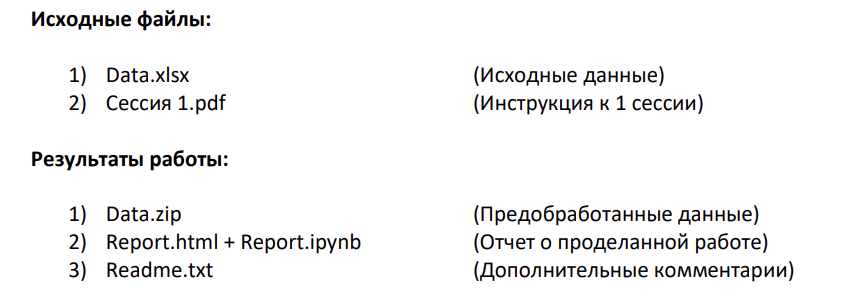 Исходные файлы:
1) Data.xlsx (Исходные данные)
2) Сессия 1.pdf (Инструкция к 1 сессии)
Результаты работы:
1) Data.zip (Предобработанные данные)
2) Report.html + Report.ipynb (Отчет о проделанной работе)
3) Readme.txt (Дополнительные комментарии)